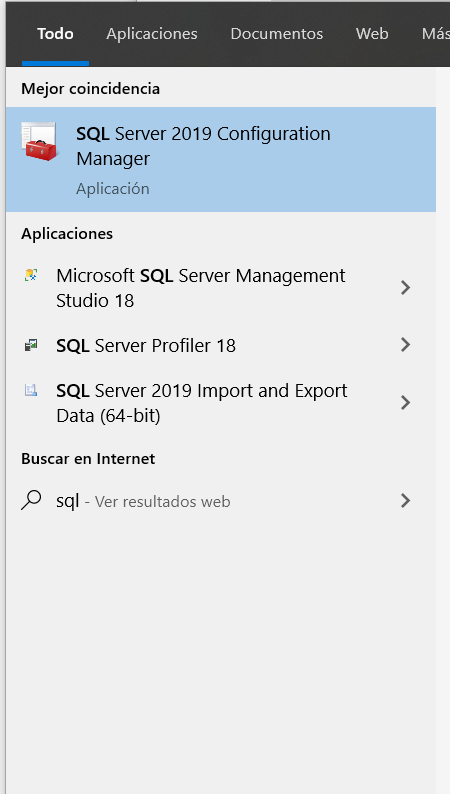 Todo Aplicaciones Documentos Web Más
Mejor coincidencia
SQL Server 2019 Configuration
Manager
Aplicación
Aplicaciones
Microsoft SQL Server Management
Studio 18
SQL Server Profiler 18
SQL Server 2019 Import and Export
Data (64-bit)
Buscar en Internet
sql - Ver resultados web